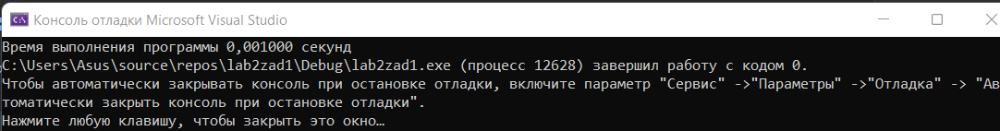 Консоль отладки Microsoft Visual Studio
Время выполнения программы 0,001000 секунд
C:\Users\Asus\source\repos\lab2zad1\Debug\lab2zad1.exe (процесс 12628) завершил работу с кодом 0.
Чтобы автоматически закрывать консоль при остановке отладки, включите параметр "Сервис" ->"Параметры" ->"Отладка" -> "Ав
томатически закрыть консоль при остановке отладки".
Нажмите любую клавишу, чтобы закрыть это окно…